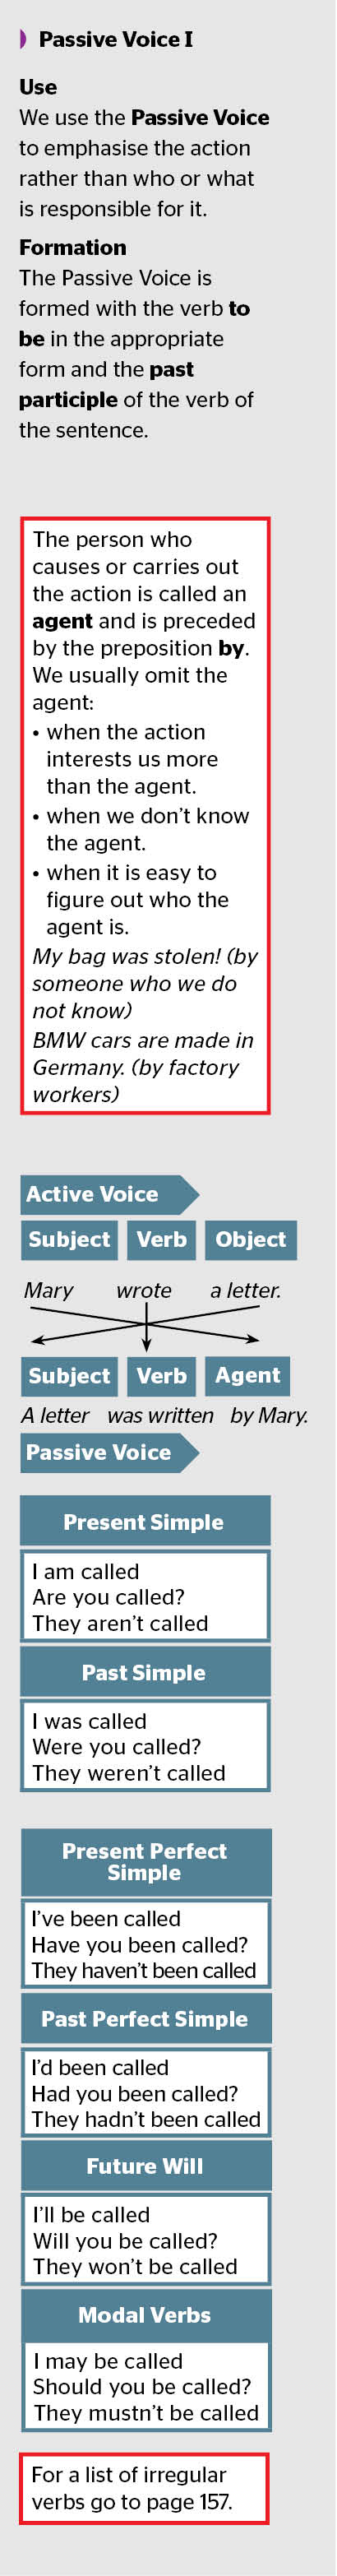 Passive Voice I
Use
We use the Passive Voice
to emphasise the action
rather than who or what
is responsible for it.
Formation
The Passive Voice is
formed with the verb to
be in the appropriate
form and the past
participle of the verb of
the sentence.
The person who
causes or carries out
the action is called an
agent and is preceded
by the preposition by.
We usually omit the
agent:
• when the action
interests us more
than the agent.
• when we don't know
the agent.
• when it is easy to
figure out who the
agent is.
My bag was stolen! (by
someone who we do
not know)
BMW cars are made in
Germany. (by factory
workers)
Active Voice
Subject Verb Object
Mary wrote a letter.
Subject Verb Agent
A letter was written by Mary.
Passive Voice
Present Simple
I am called
Are you called?
They aren't called
Past Simple
I was called
Were you called?
They weren't called
Present Perfect
Simple
I've been called
Have you been called?
They haven't been called
Past Perfect Simple
I'd been called
Had you been called?
They hadn't been called
Future Will
I'll be called
Will you be called?
They won't be called
Modal Verbs
I may be called
Should you be called?
They mustn't be called
For a list of irregular
verbs go to page 157.